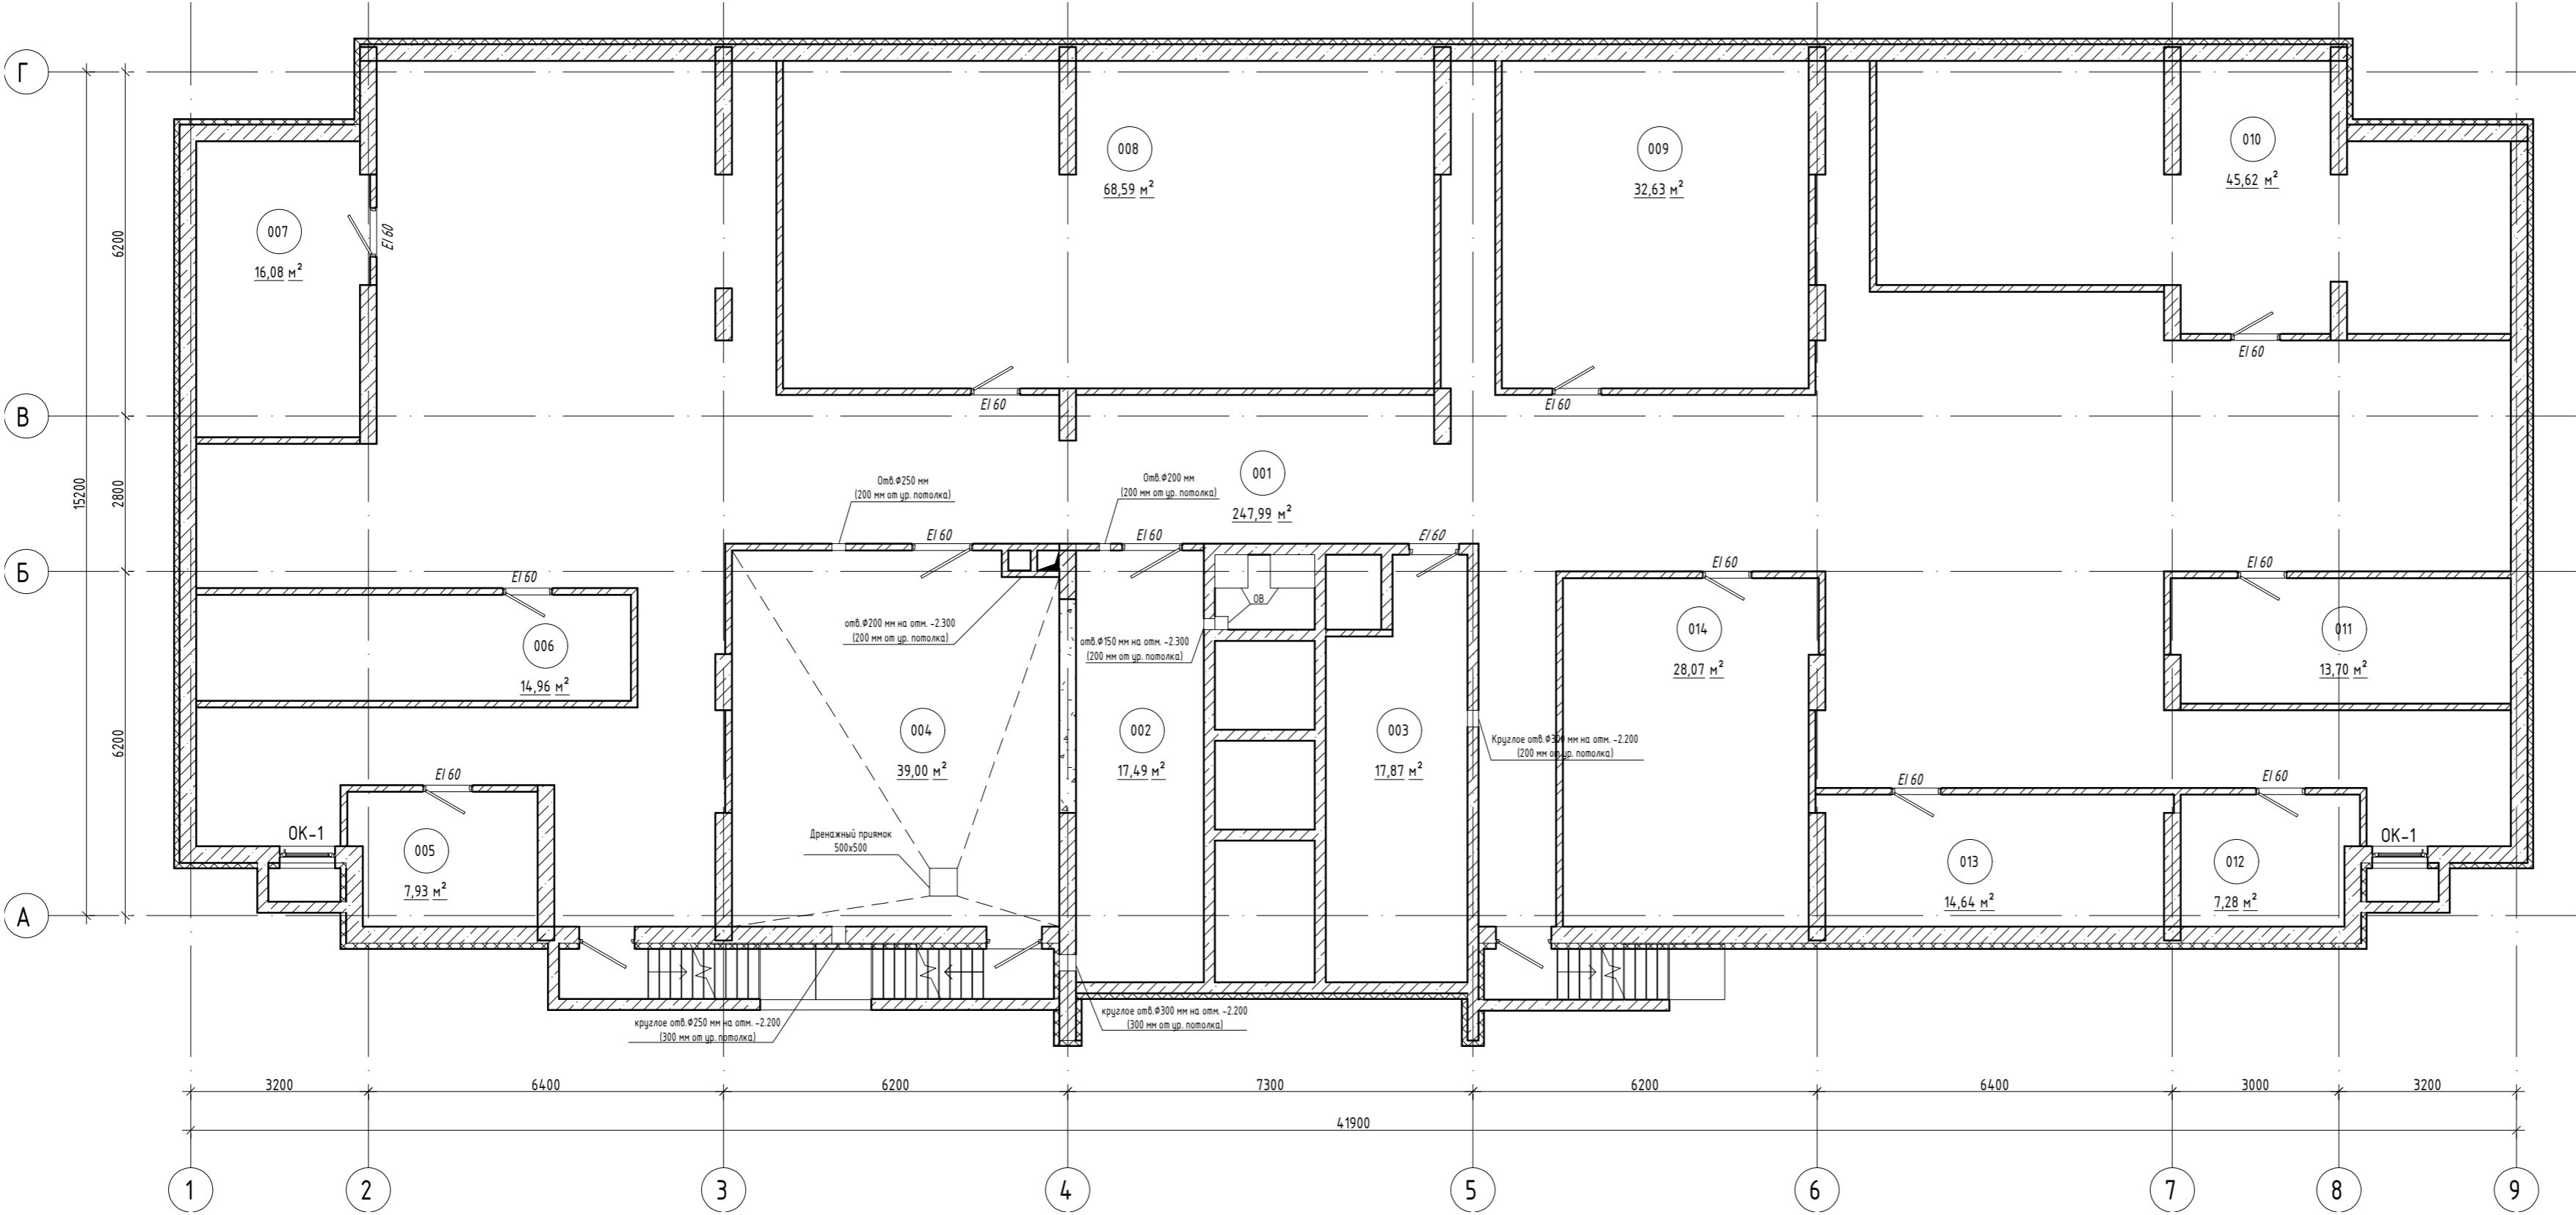 Г
008
68,59 м²
009
32,63 м²
010
45,62 м²
007
16,08 м²
EI 60
6200
EI 60
EI 60
EI 60
В
001
247,99 м²
Отв.Ф250 мм
(200 мм от ур. потолка)
Отв.Ф200 мм
(200 мм от ур. потолка)
15200
2800
EI 60
EI 60
EI 60
Б
EI 60
EI 60
EI 60
ОВ
отв.Ф200 мм на отм. -2.300
(200 мм от ур. потолка)
отв.Ф150 мм на отм. -2.300
(200 мм от ур. потолка)
006
14,96 м²
014
28,07 м²
011
13,70 м²
6200
004
39,00 м²
002
17,49 м²
003
17,87 м²
Круглое отв.Ф300 мм на отм. -2.200
(200 мм от ур. потолка)
EI 60
EI 60
EI 60
ОК-1
005
7,93 м²
Дренажный приямок
500х500
013
14,64 м²
012
7,28 м²
ОК-1
А
круглое отв.Ф250 мм на отм. -2.200
(300 мм от ур. потолка)
круглое отв.Ф300 мм на отм. -2.200
(300 мм от ур. потолка)
3200
6400
6200
7300
6200
6400
3000
3200
41900
1
2
3
4
5
6
7
8
9